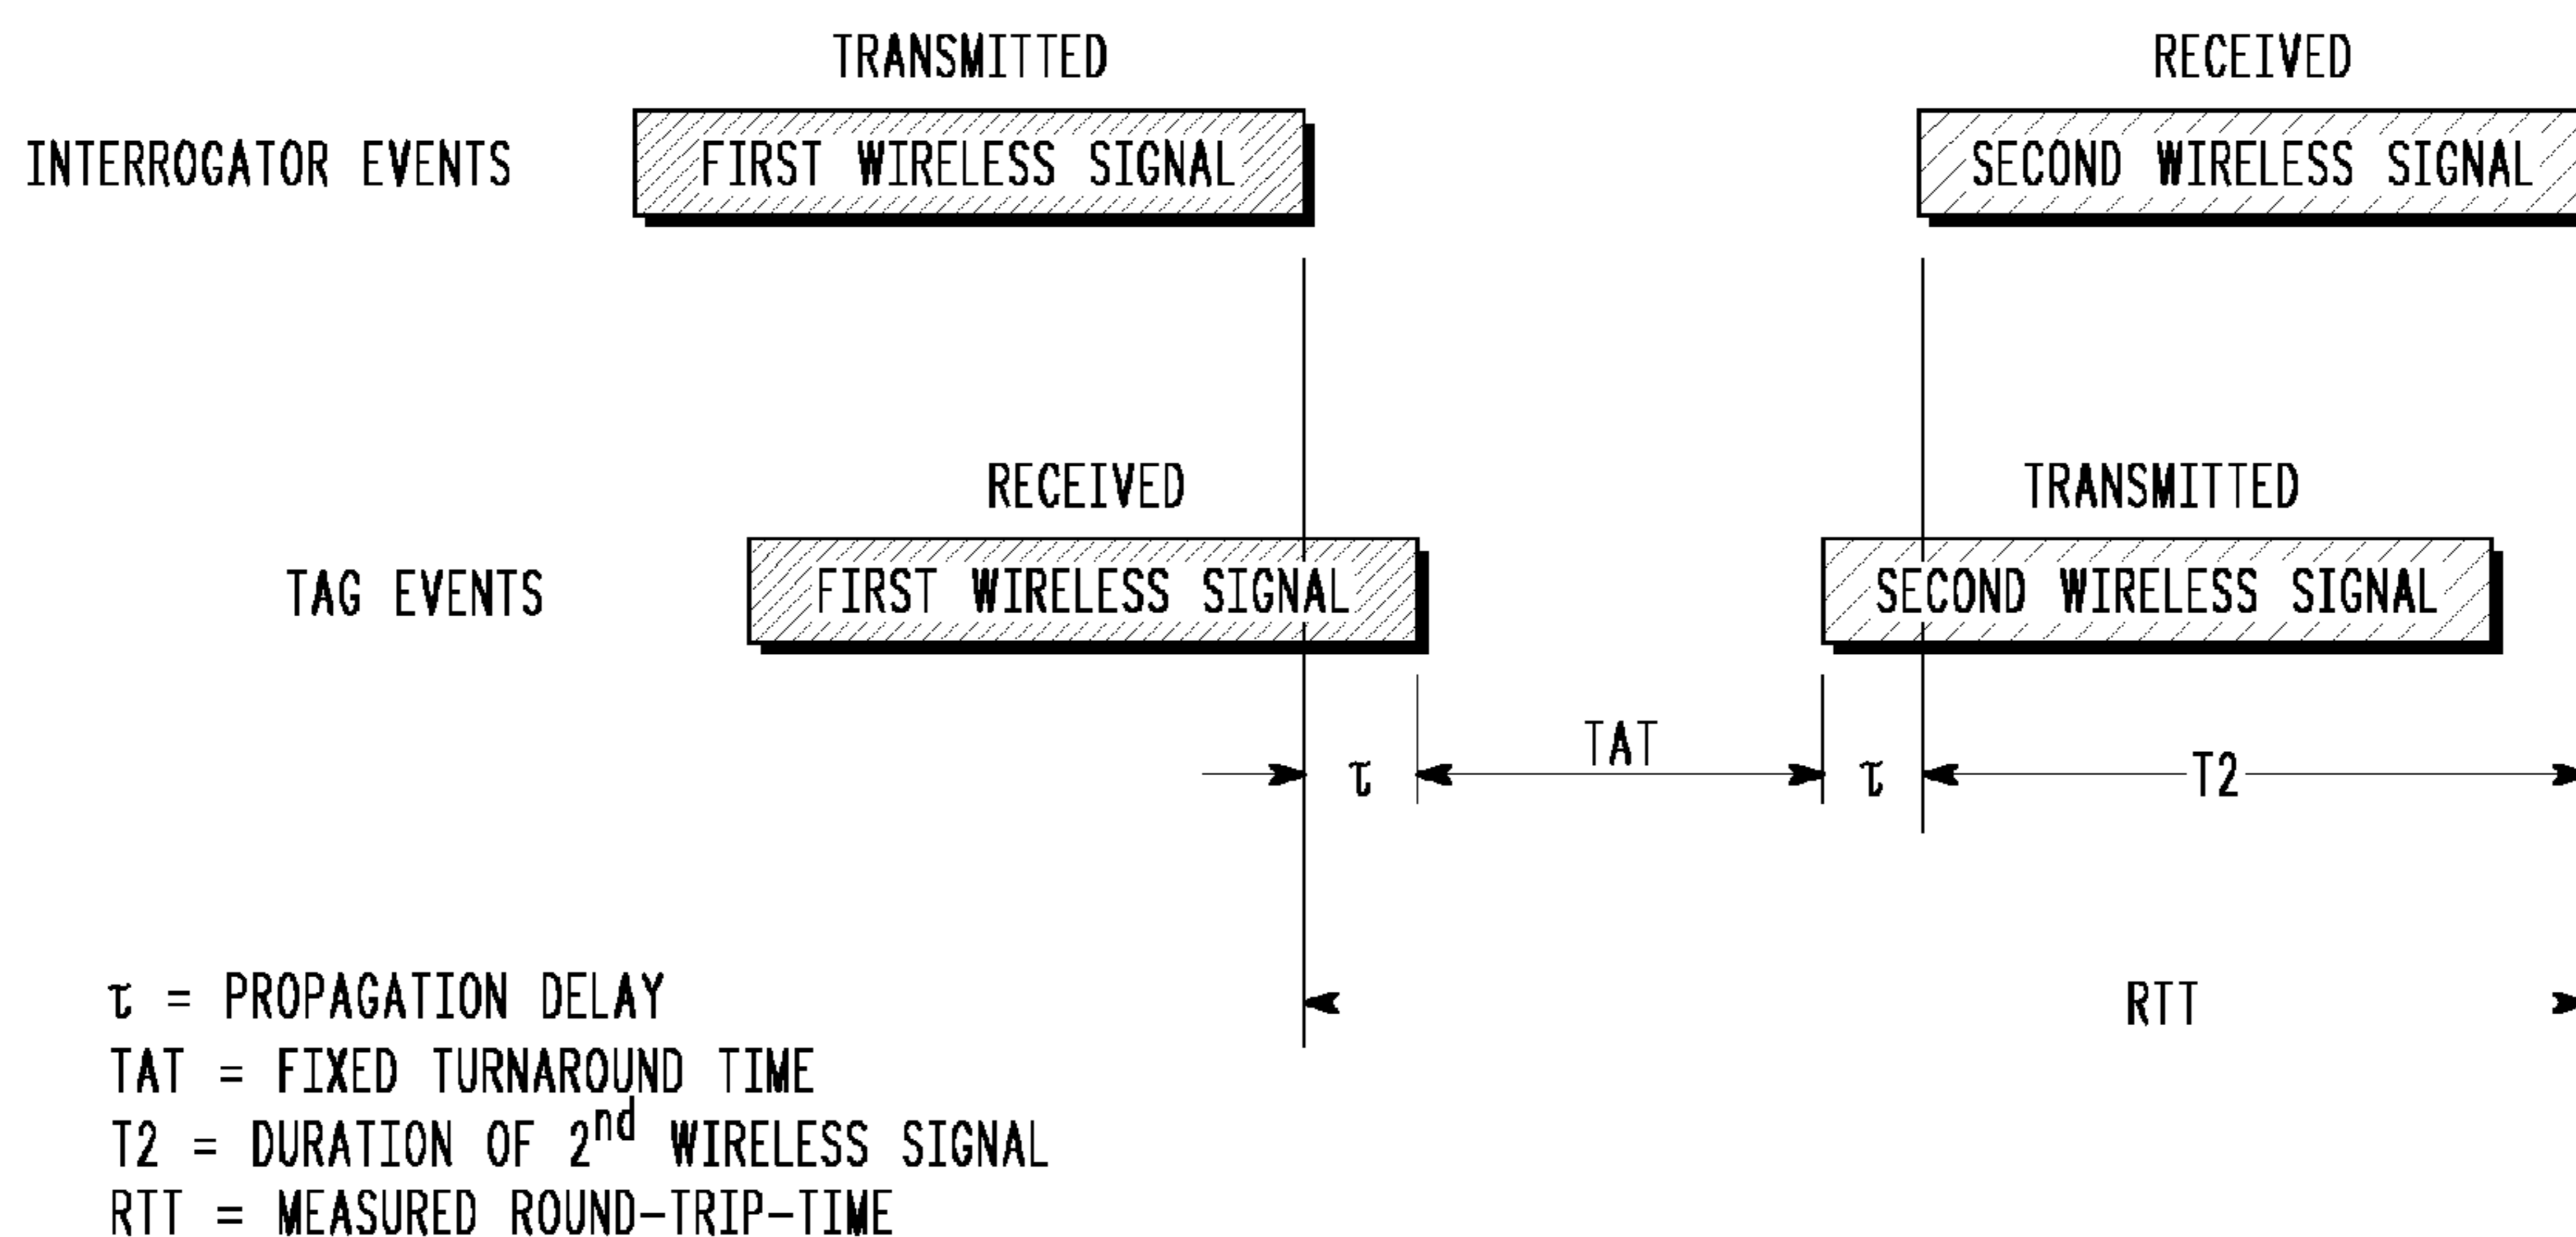 TRANSMITTED
RECEIVED
INTERROGATOR EVENTS
FIRST WIRELESS SIGNAL
SECOND WIRELESS SIGNAL
RECEIVED
TRANSMITTED
TAG EVENTS
FIRST WIRELESS SIGNAL
SECOND WIRELESS SIGNAL
τ
TAT
τ
T2
RTT
τ = PROPAGATION DELAY
TAT = FIXED TURNAROUND TIME
T2 = DURATION OF 2nd WIRELESS SIGNAL
RTT = MEASURED ROUND-TRIP-TIME